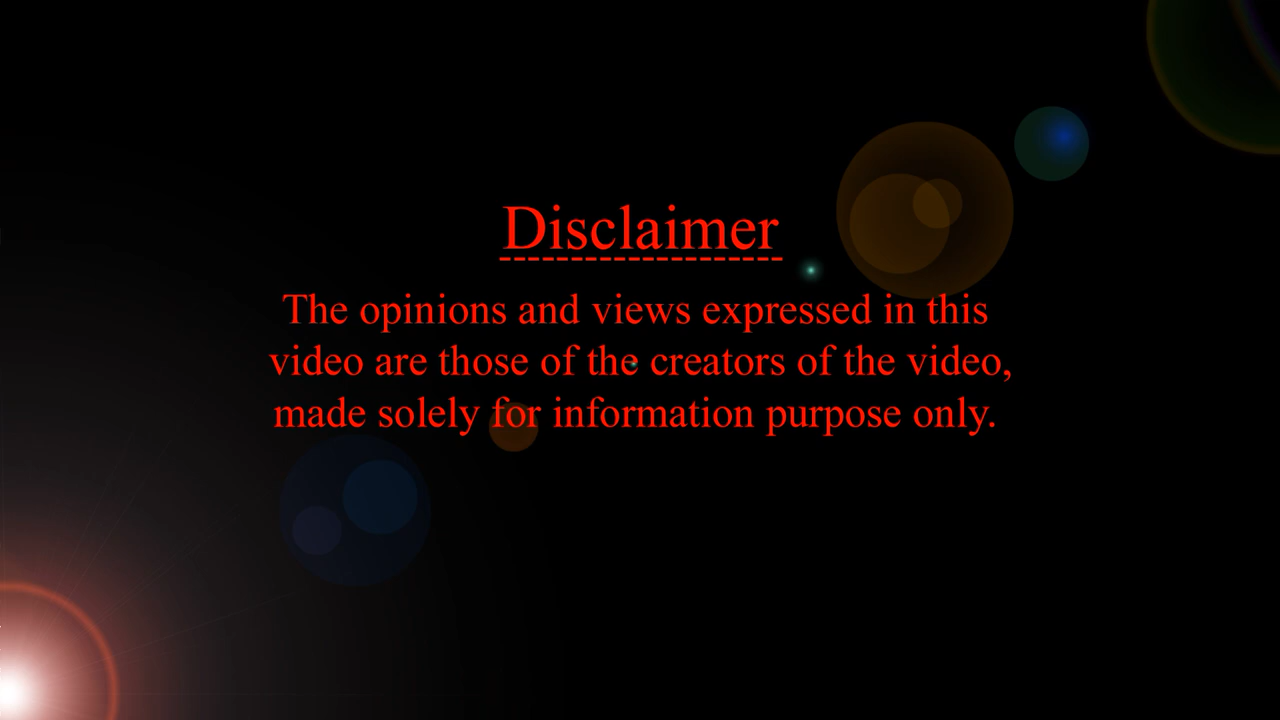 Disclaimer
The opinions and views expressed in this
video are those of the creators of the video,
made solely for information purpose only.